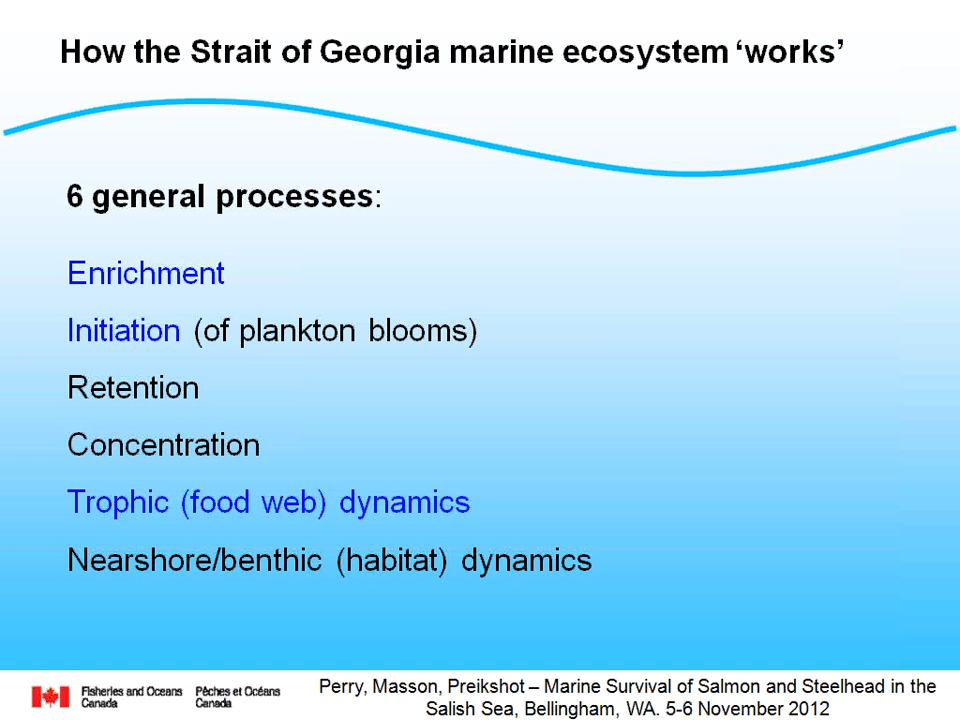 How the Strait of Georgia marine ecosystem ‘works’
6 general processes:
Enrichment
Initiation (of plankton blooms)
Retention
Concentration
Trophic (food web) dynamics
Nearshore/benthic (habitat) dynamics
Fisheries and Oceans
Canada
Pêches et Océans
Canada
Perry, Masson, Preikshot – Marine Survival of Salmon and Steelhead in the
Salish Sea, Bellingham, WA. 5-6 November 2012